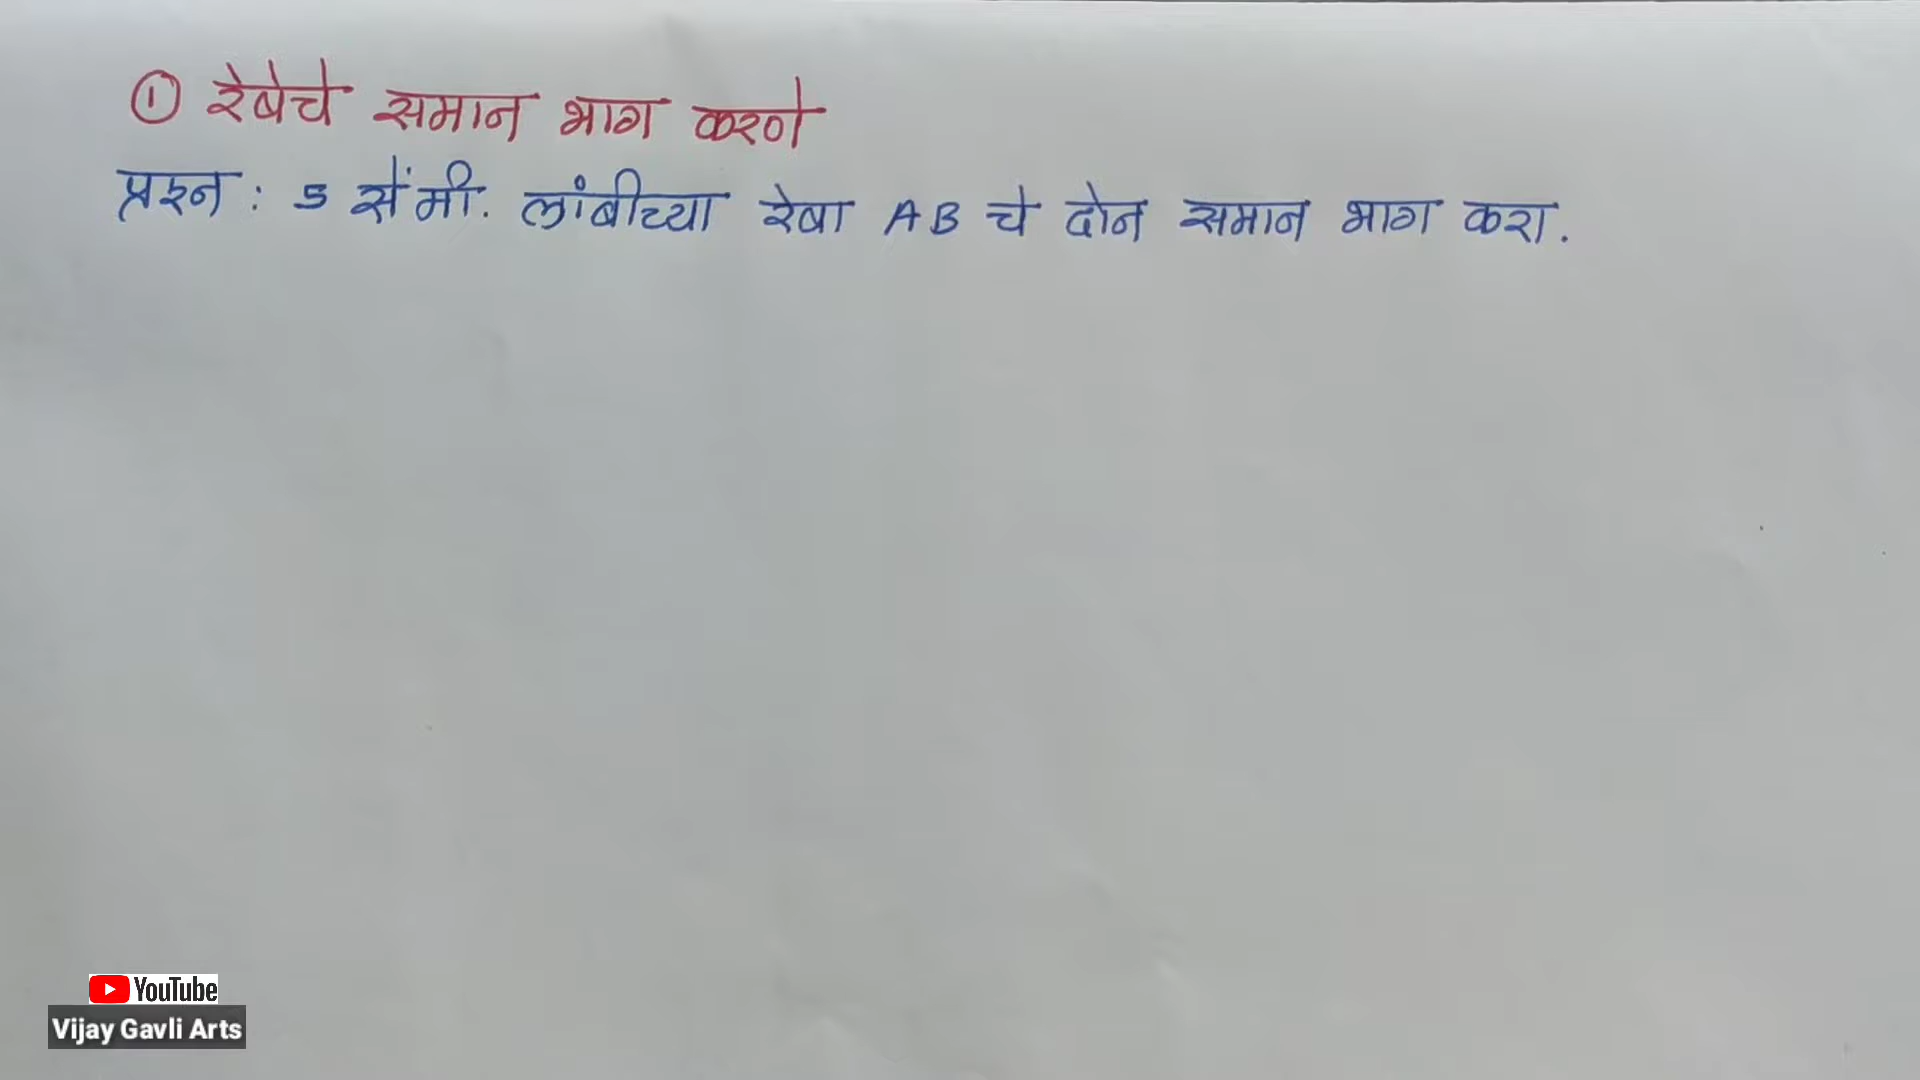 ① रेषेचे समान भाग करणे
प्रश्न : 5 सें मी. लांबीच्या रेषा AB चे दोन समान भाग करा.
YouTube
Vijay Gavli Arts